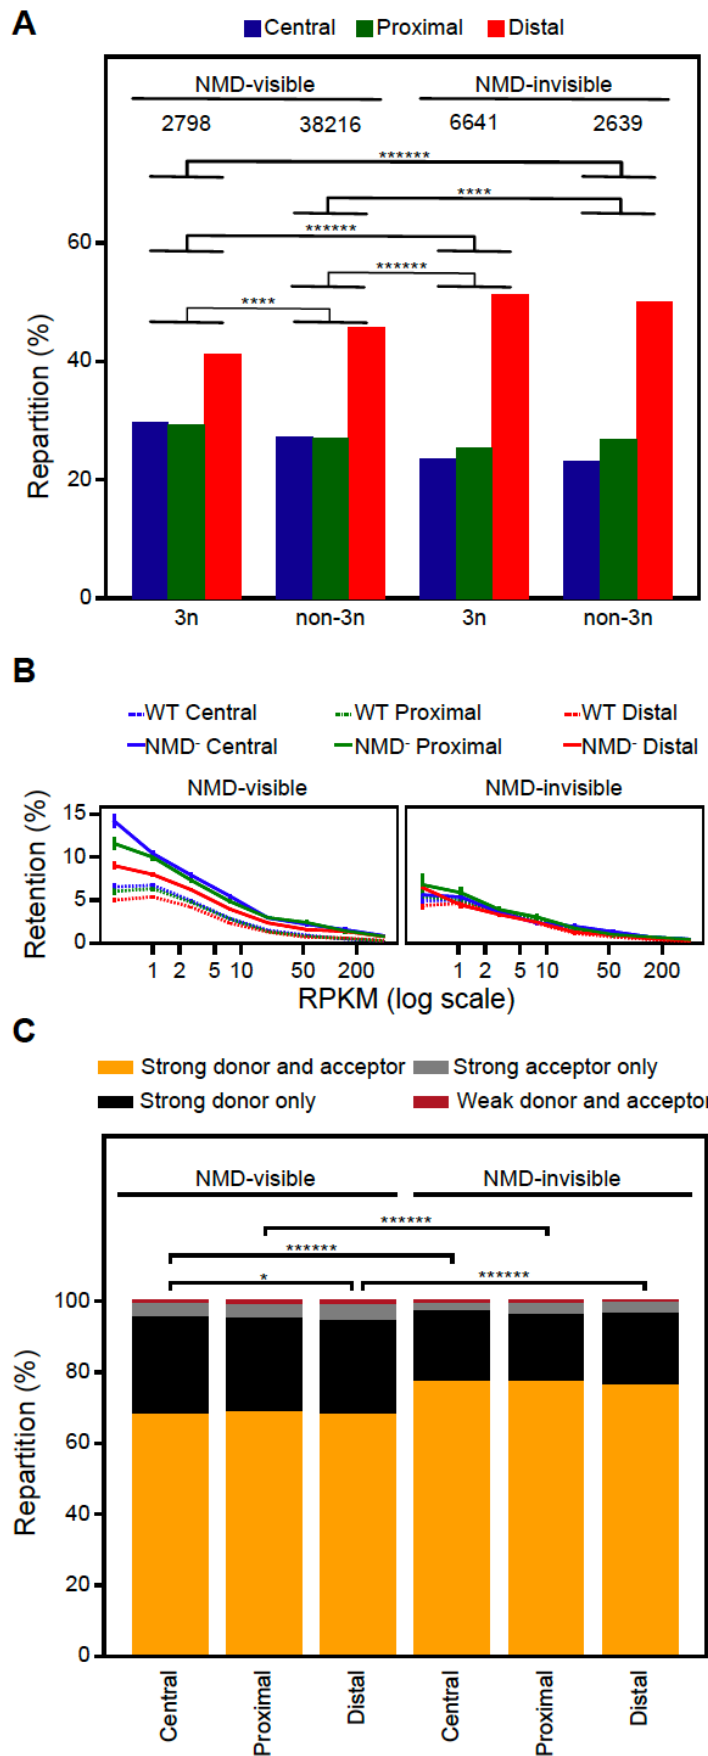 A
Central Proximal Distal
NMD-visible NMD-invisible
2798 38216 6641 2639
******
****
******
******
****
60
40
20
0
Repartition (%)
3n non-3n 3n non-3n
B
WT Central WT Proximal WT Distal
NMD- Central NMD- Proximal NMD- Distal
NMD-visible NMD-invisible
15
10
5
0
Retention (%)
1 2 5 10 50 200 1 2 5 10 50 200
RPKM (log scale)
C
Strong donor and acceptor Strong acceptor only
Strong donor only Weak donor and acceptor
NMD-visible NMD-invisible
******
******
* ******
100
80
60
40
20
0
Repartition (%)
Central Proximal Distal Central Proximal Distal